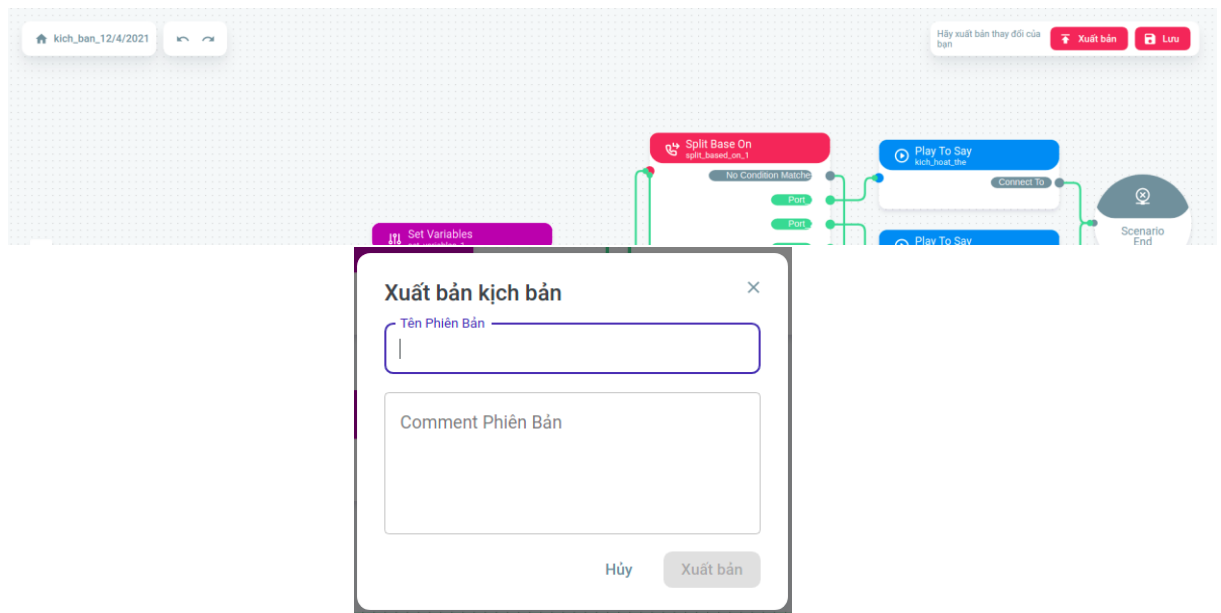 kich_ban_12/4/2021
Hãy xuất bản thay đổi của
bạn
Xuất bản
Lưu
Split Base On
split_based_on_1
No Condition Matche
Port
Port
Play To Say
kich_hoat_the
Connect To
Scenario
End
Set Variables
Play To Say
Xuất bản kịch bản
Tên Phiên Bản
Comment Phiên Bản
Hủy
Xuất bản